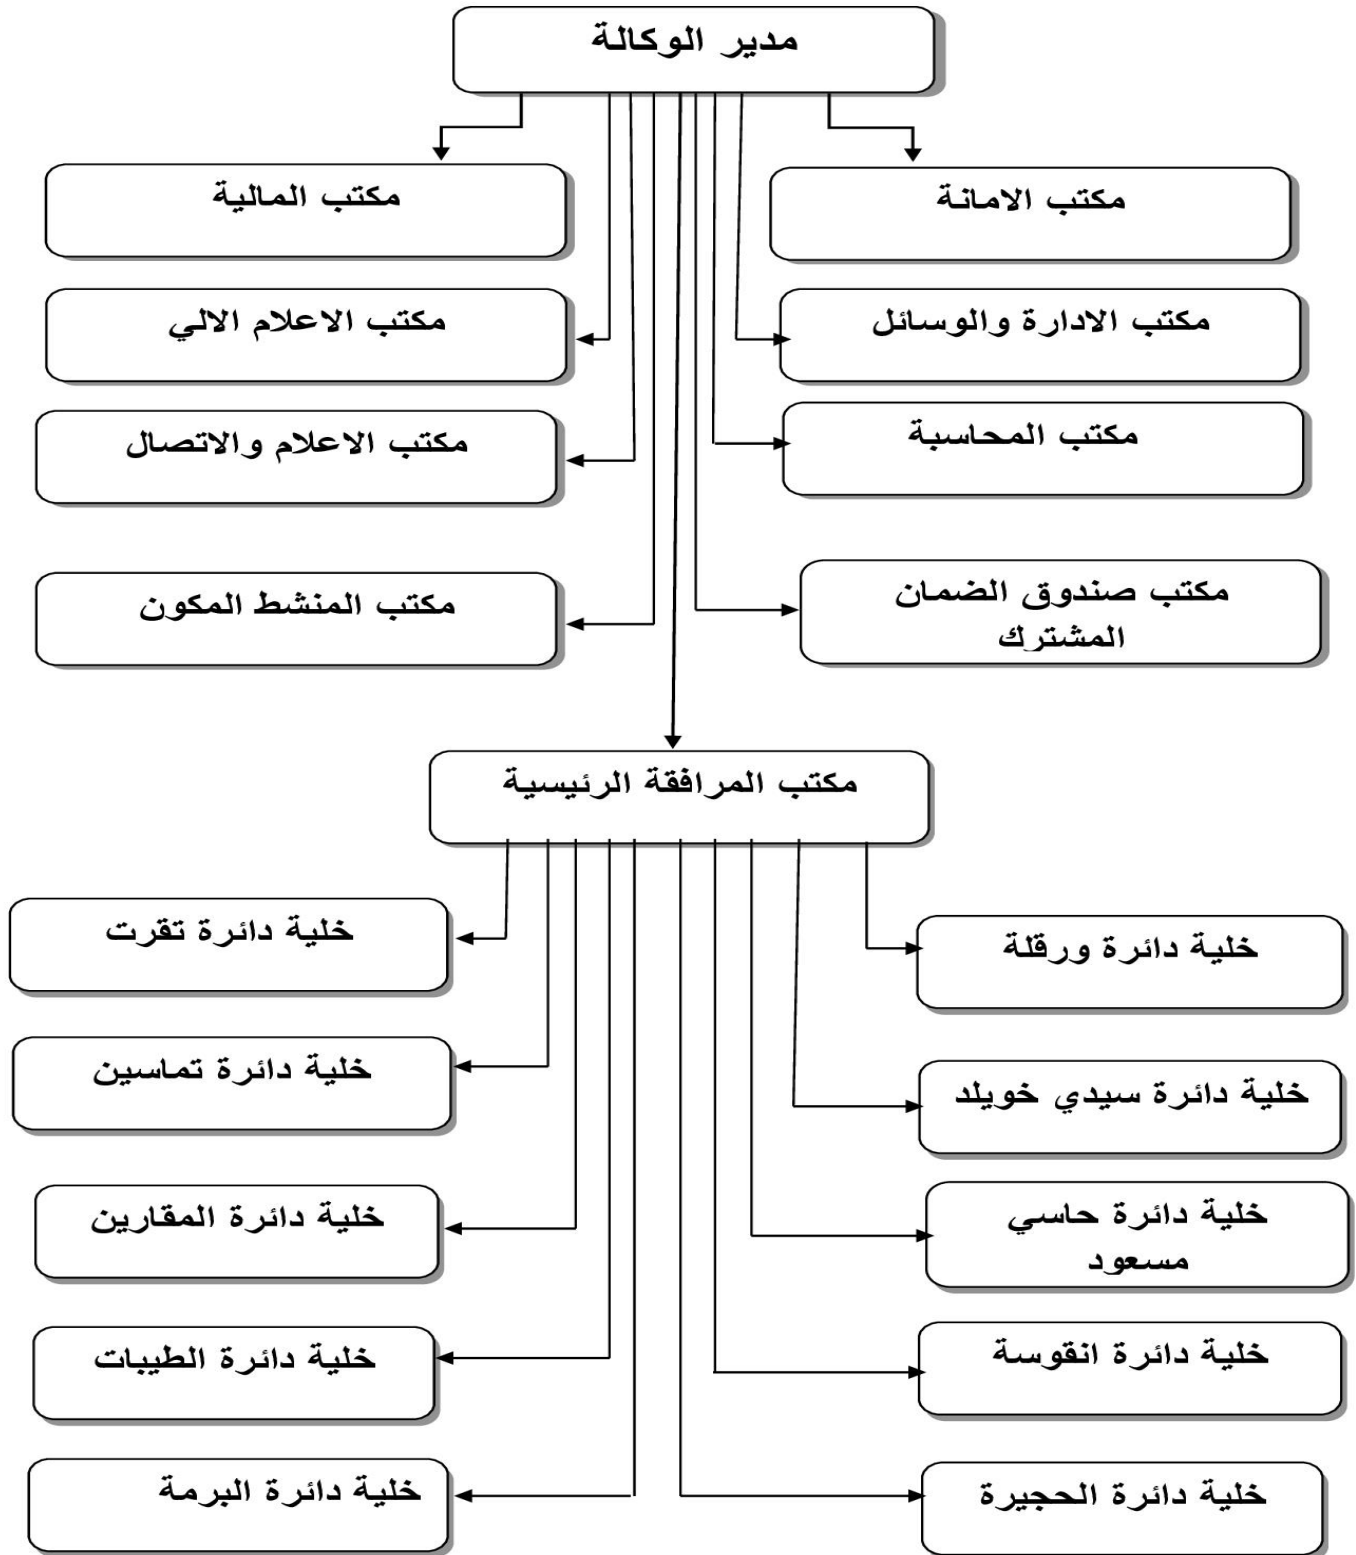 مدير الوكالة
مكتب الامانة
مكتب المالية
مكتب الادارة والوسائل
مكتب الاعلام الالي
مكتب المحاسبة
مكتب الاعلام والاتصال
مكتب صندوق الضمان
المشترك
مكتب المنشط المكون
مكتب المرافقة الرئيسية
خلية دائرة ورقلة
خلية دائرة تقرت
خلية دائرة سيدي خويلد
خلية دائرة تماسين
خلية دائرة حاسي
مسعود
خلية دائرة المقارين
خلية دائرة انقوسة
خلية دائرة الطيبات
خلية دائرة الحجيرة
خلية دائرة البرمة